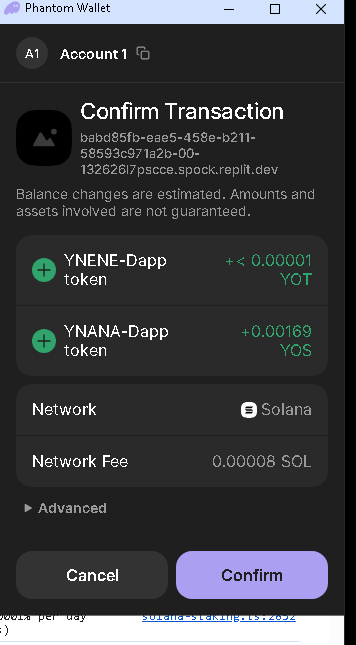 Phantom Wallet
A1 Account 1
Confirm Transaction
babd85fb-eae5-458e-b211-
58593c971a2b-00-
132626l7pscce.spock.replit.dev
Balance changes are estimated. Amounts and
assets involved are not guaranteed.
YNENE-Dapp +< 0.00001
token YOT
YNANA-Dapp +0.00169
token YOS
Network Solana
Network Fee 0.00008 SOL
Advanced
Cancel Confirm
per day solana-staking.ts:2852